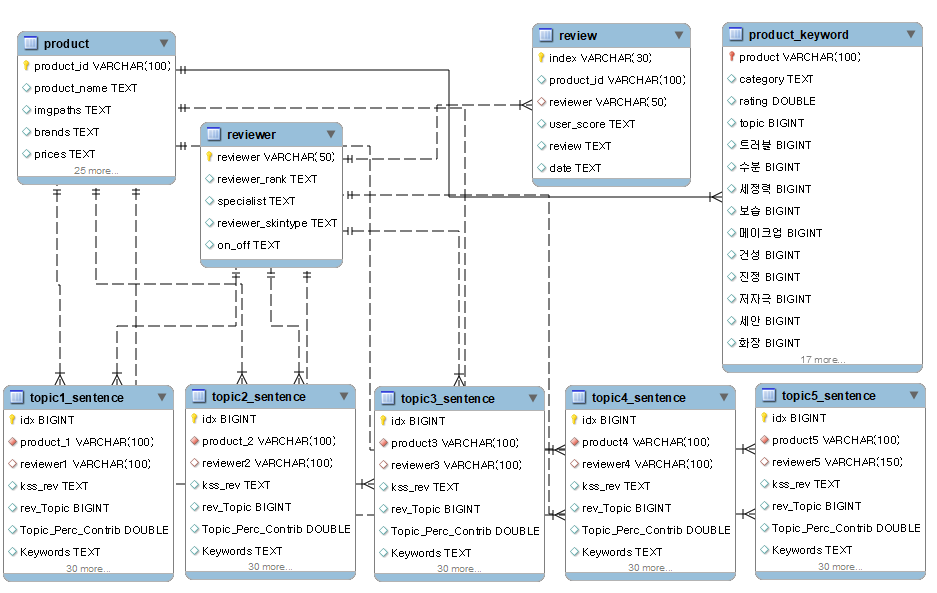 product
product_id VARCHAR(100)
product_name TEXT
imgpaths TEXT
brands TEXT
prices TEXT
25 more...
reviewer
reviewer VARCHAR(50)
reviewer_rank TEXT
specialist TEXT
reviewer_skintype TEXT
on_off TEXT
review
index VARCHAR(30)
product_id VARCHAR(100)
reviewer VARCHAR(50)
user_score TEXT
review TEXT
date TEXT
product_keyword
product VARCHAR(100)
category TEXT
rating DOUBLE
topic BIGINT
트러블 BIGINT
수분 BIGINT
세정력 BIGINT
보습 BIGINT
메이크업 BIGINT
건성 BIGINT
진정 BIGINT
저자극 BIGINT
세안 BIGINT
화장 BIGINT
17 more...
topic1_sentence
idx BIGINT
product_1 VARCHAR(100)
reviewer1 VARCHAR(100)
kss_rev TEXT
rev_Topic BIGINT
Topic_Perc_Contrib DOUBLE
Keywords TEXT
30 more...
topic2_sentence
idx BIGINT
product_2 VARCHAR(100)
reviewer2 VARCHAR(100)
kss_rev TEXT
rev_Topic BIGINT
Topic_Perc_Contrib DOUBLE
Keywords TEXT
30 more...
topic3_sentence
idx BIGINT
product3 VARCHAR(100)
reviewer3 VARCHAR(100)
kss_rev TEXT
rev_Topic BIGINT
Topic_Perc_Contrib DOUBLE
Keywords TEXT
30 more...
topic4_sentence
idx BIGINT
product4 VARCHAR(100)
reviewer4 VARCHAR(100)
kss_rev TEXT
rev_Topic BIGINT
Topic_Perc_Contrib DOUBLE
Keywords TEXT
30 more...
topic5_sentence
idx BIGINT
product5 VARCHAR(100)
reviewer5 VARCHAR(150)
kss_rev TEXT
rev_Topic BIGINT
Topic_Perc_Contrib DOUBLE
Keywords TEXT
30 more...